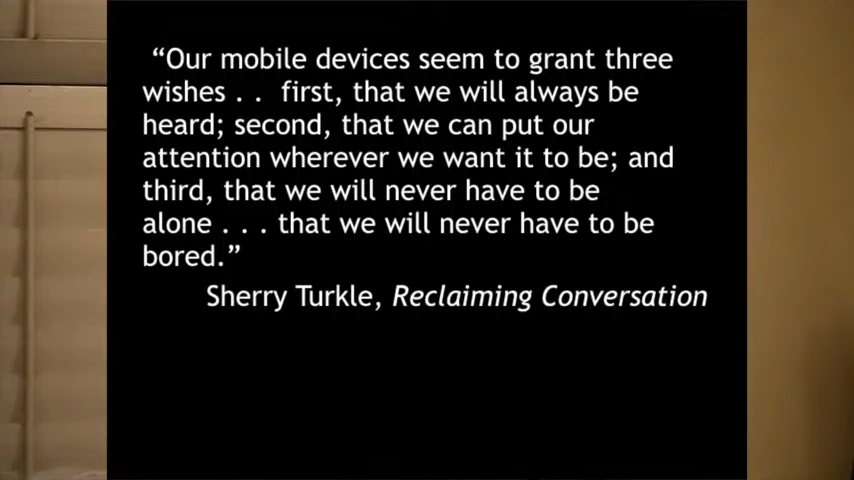 “Our mobile devices seem to grant three
wishes . .  first, that we will always be
heard; second, that we can put our
attention wherever we want it to be; and
third, that we will never have to be
alone . . . that we will never have to be
bored.”
Sherry Turkle, Reclaiming Conversation